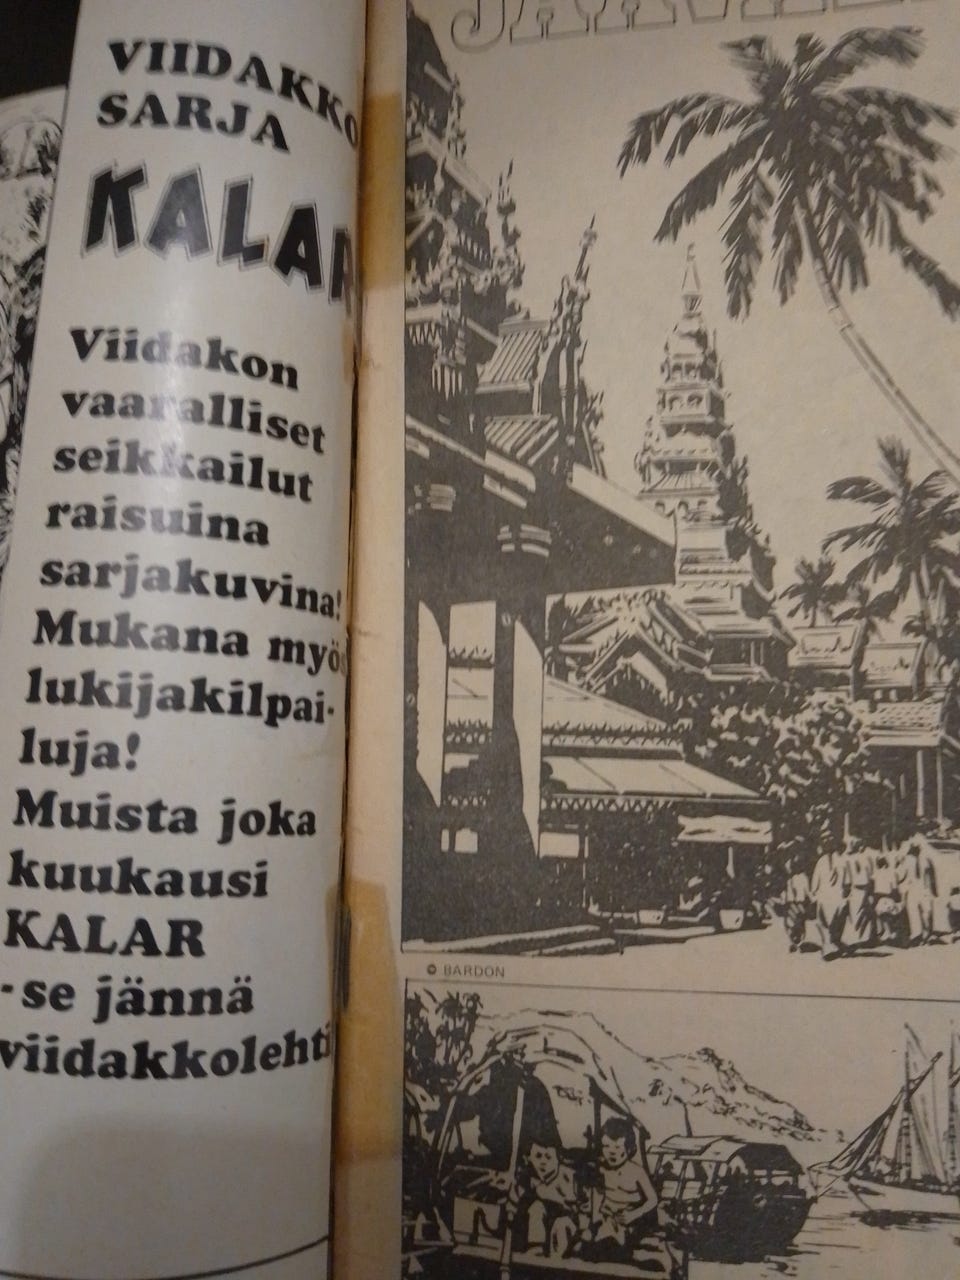 VIIDAKKO
SARJA
KALAR
Viidakon
vaaralliset
seikkailut
raisuina
sarjakuvina!
Mukana myös
lukijakilpai-
luja!
Muista joka
kuukausi
KALAR
-se jännä
viidakkolehti
© BARDON